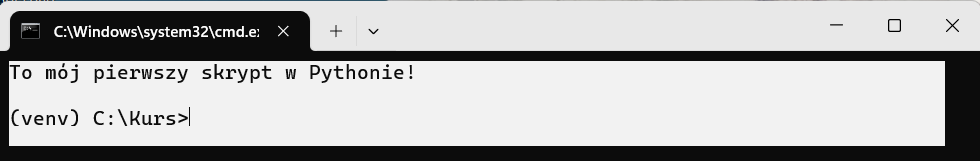 C:\Windows\system32\cmd.e
To mój pierwszy skrypt w Pythonie!
(venv) C:\Kurs>